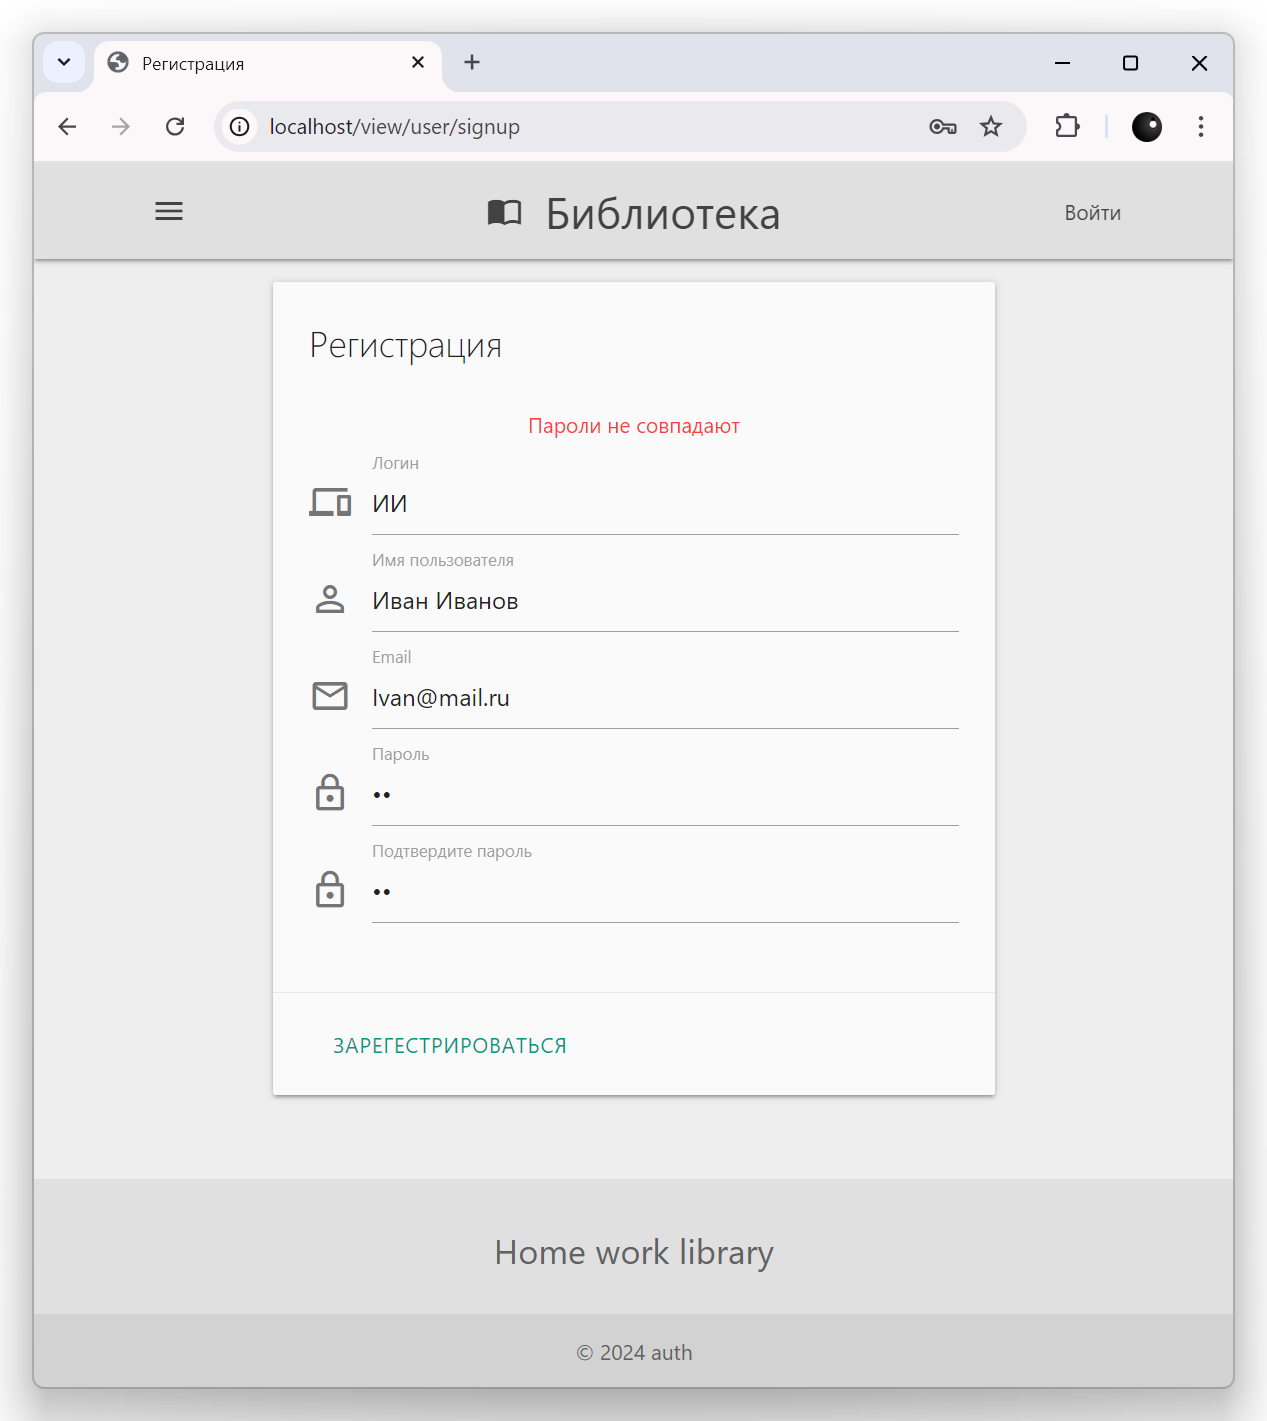 Регистрация
localhost/view/user/signup
Библиотека
Войти
Регистрация
Пароли не совпадают
Логин
ИИ
Имя пользователя
Иван Иванов
Email
Ivan@mail.ru
Пароль
••
Подтвердите пароль
••
ЗАРЕГЕСТРИРОВАТЬСЯ
Home work library
© 2024 auth